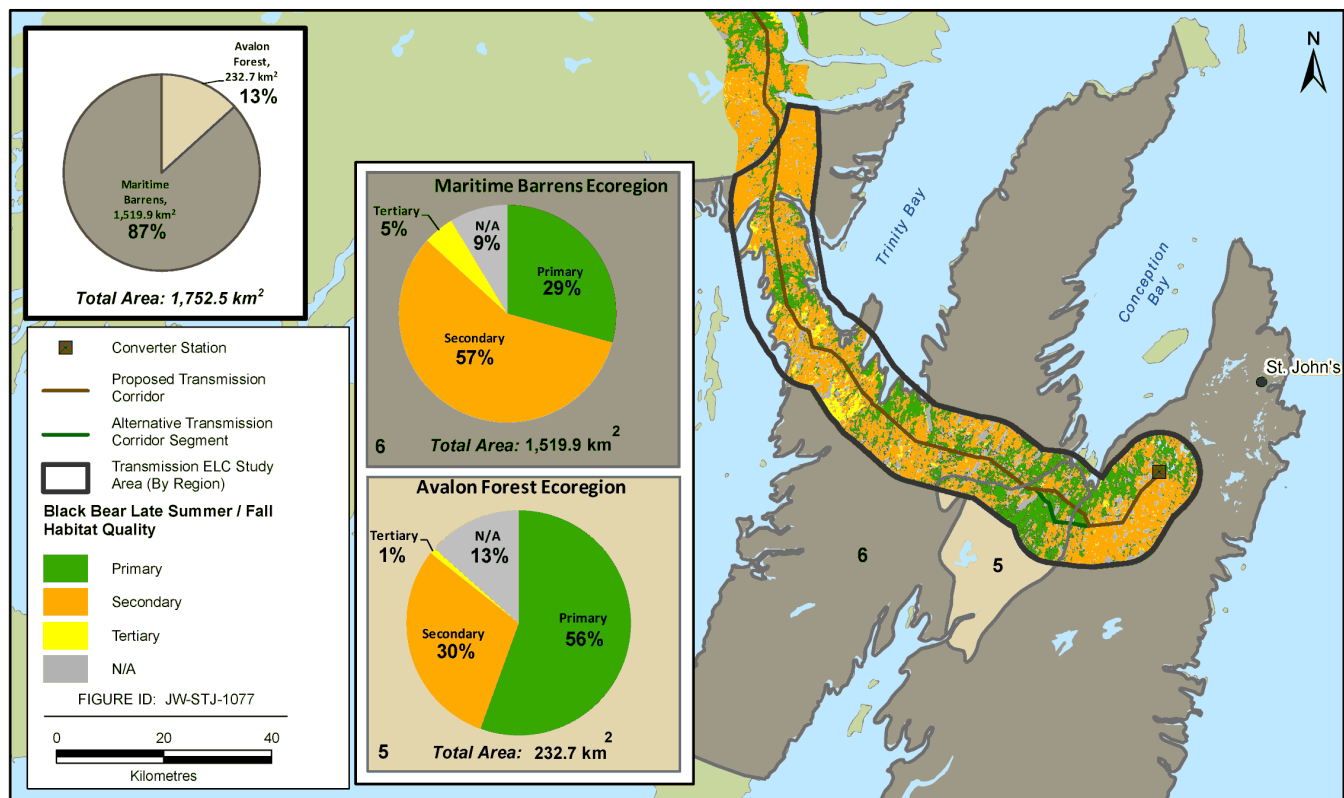 Avalon
Forest,
232.7 km²
13%
Maritime
Barrens,
1,519.9 km²
87%
Total Area: 1,752.5 km²
Converter Station
Proposed Transmission
Corridor
Alternative Transmission
Corridor Segment
Transmission ELC Study
Area (By Region)
Black Bear Late Summer / Fall
Habitat Quality
Primary
Secondary
Tertiary
N/A
FIGURE ID: JW-STJ-1077
0 20 40
Kilometres
Maritime Barrens Ecoregion
Tertiary
5%
N/A
9%
Primary
29%
Secondary
57%
6 Total Area: 1,519.9 km²
Avalon Forest Ecoregion
Tertiary
1%
N/A
13%
Primary
56%
Secondary
30%
5 Total Area: 232.7 km²
N
Trinity Bay
Conception
Bay
St. John's
6
5